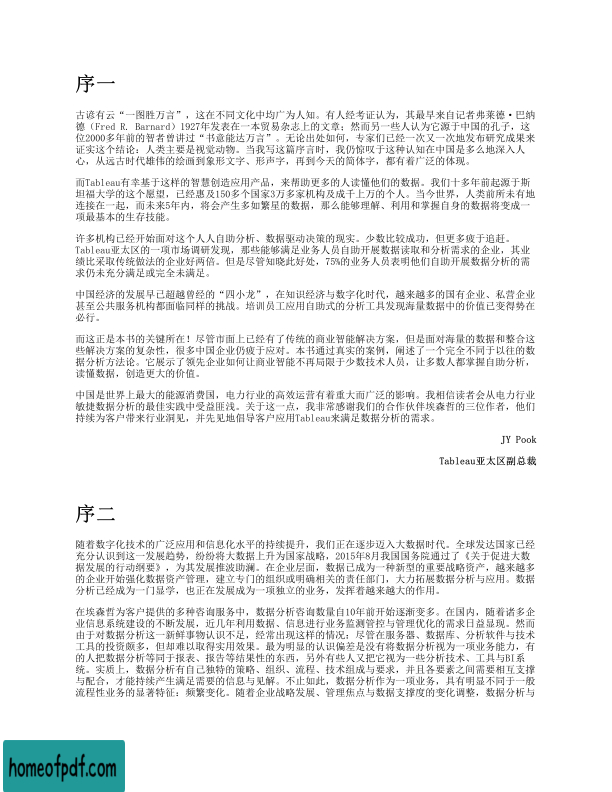 序一
古谚有云“一图胜万言”，这在不同文化中均广为人知。有人经考证认为，其最早来自记者弗莱德·巴纳
德（Fred R. Barnard）1927年发表在一本贸易杂志上的文章；然而另一些人认为它源于中国的孔子，这
位2000多年前的智者曾讲过“书意能达万言”。无论出处如何，专家们已经一次又一次地发布研究成果来
证实这个结论：人类主要是视觉动物。当我写这篇序言时，我仍惊叹于这种认知在中国是多么地深入人
心，从远古时代雄伟的绘画到象形文字、形声字，再到今天的简体字，都有着广泛的体现。
而Tableau有幸基于这样的智慧创造应用产品，来帮助更多的人读懂他们的数据。我们十多年前起源于斯
坦福大学的这个愿望，已经惠及150多个国家3万多家机构及成千上万的个人。当今世界，人类前所未有地
连接在一起，而未来5年内，将会产生多如繁星的数据，那么能够理解、利用和掌握自身的数据将变成一
项最基本的生存技能。
许多机构已经开始面对这个人人自助分析、数据驱动决策的现实。少数比较成功，但更多疲于追赶。
Tableau亚太区的一项市场调研发现，那些能够满足业务人员自助开展数据读取和分析需求的企业，其业
绩比采取传统做法的企业好两倍。但是尽管知晓此好处，75%的业务人员表明他们自助开展数据分析的需
求仍未充分满足或完全未满足。
中国经济的发展早已超越曾经的“四小龙”，在知识经济与数字化时代，越来越多的国有企业、私营企业
甚至公共服务机构都面临同样的挑战。培训员工应用自助式的分析工具发现海量数据中的价值已变得势在
必行。
而这正是本书的关键所在！尽管市面上已经有了传统的商业智能解决方案，但是面对海量的数据和整合这
些解决方案的复杂性，很多中国企业仍疲于应对。本书通过真实的案例，阐述了一个完全不同于以往的数
据分析方法论。它展示了领先企业如何让商业智能不再局限于少数技术人员，让多数人都掌握自助分析，
读懂数据，创造更大的价值。
中国是世界上最大的能源消费国，电力行业的高效运营有着重大而广泛的影响。我相信读者会从电力行业
敏捷数据分析的最佳实践中受益匪浅。关于这一点，我非常感谢我们的合作伙伴埃森哲的三位作者，他们
持续为客户带来行业洞见，并先见地倡导客户应用Tableau来满足数据分析的需求。
JY Pook
Tableau亚太区副总裁
序二
随着数字化技术的广泛应用和信息化水平的持续提升，我们正在逐步迈入大数据时代。全球发达国家已经
充分认识到这一发展趋势，纷纷将大数据上升为国家战略，2015年8月我国国务院通过了《关于促进大数
据发展的行动纲要》，为其发展推波助澜。在企业层面，数据已成为一种新型的重要战略资产，越来越多
的企业开始强化数据资产管理，建立专门的组织或明确相关的责任部门，大力拓展数据分析与应用。数据
分析已经成为一门显学，也正在发展成为一项独立的业务，发挥着越来越大的作用。
在埃森哲为客户提供的多种咨询服务中，数据分析咨询数量自10年前开始逐渐变多。在国内，随着诸多企
业信息系统建设的不断发展，近几年利用数据、信息进行业务监测管控与管理优化的需求日益显现。然而
由于对数据分析这一新鲜事物认识不足，经常出现这样的情况：尽管在服务器、数据库、分析软件与技术
工具的投资颇多，但却难以取得实用效果。最为明显的认识偏差是没有将数据分析视为一项业务能力，有
的人把数据分析等同于报表、报告等结果性的东西，另外有些人又把它视为一些分析技术、工具与BI系
统。实质上，数据分析有自己独特的策略、组织、流程、技术组成与要求，并且各要素之间需要相互支撑
与配合，才能持续产生满足需要的信息与见解。不止如此，数据分析作为一项业务，具有明显不同于一般
流程性业务的显著特征：频繁变化。随着企业战略发展、管理焦点与数据支撑度的变化调整，数据分析与
homeofpdf.com